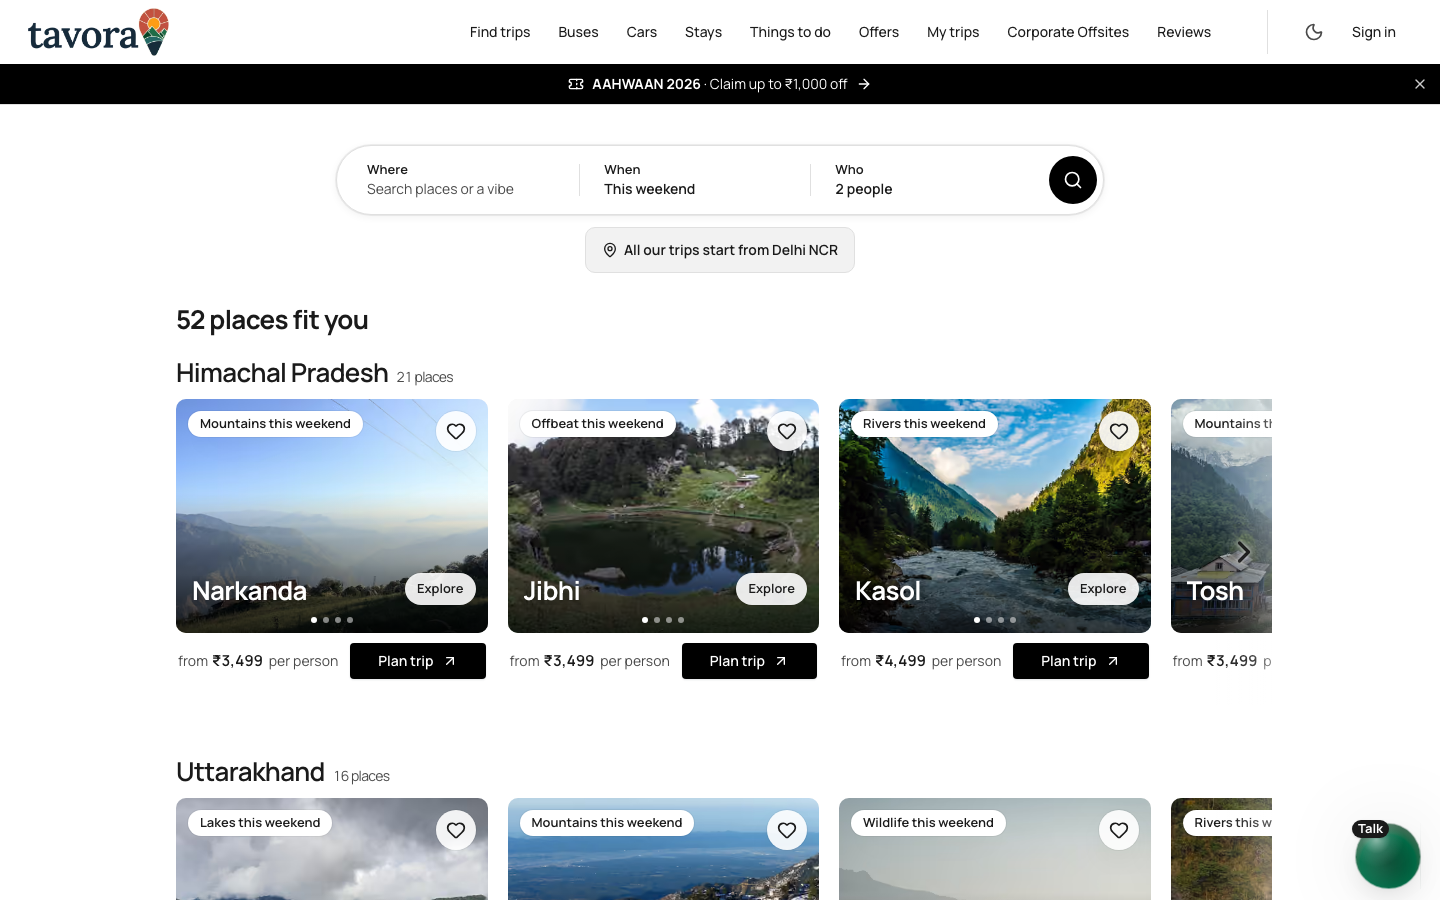 tavora
Find trips Buses Cars Stays Things to do Offers My trips Corporate Offsites Reviews Sign in
AAHWAAN 2026 · Claim up to ₹1,000 off
Where When Who
Search places or a vibe This weekend 2 people
All our trips start from Delhi NCR
52 places fit you
Himachal Pradesh 21 places
Mountains this weekend Offbeat this weekend Rivers this weekend Mountains th
Narkanda Explore Jibhi Explore Kasol Explore Tosh
from ₹3,499 per person Plan trip from ₹3,499 per person Plan trip from ₹4,499 per person Plan trip from ₹3,499 p
Uttarakhand 16 places
Lakes this weekend Mountains this weekend Wildlife this weekend Rivers this w
Talk